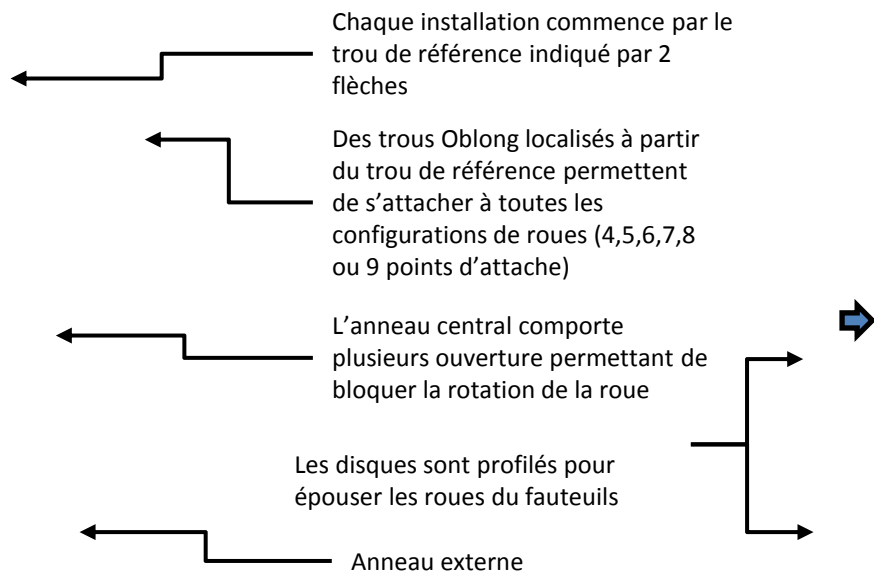 Chaque installation commence par le
trou de référence indiqué par 2
flèches
Des trous Oblong localisés à partir
du trou de référence permettent
de s’attacher à toutes les
configurations de roues (4,5,6,7,8
ou 9 points d’attache)
L’anneau central comporte
plusieurs ouverture permettant de
bloquer la rotation de la roue
Les disques sont profilés pour
épouser les roues du fauteuils
Anneau externe